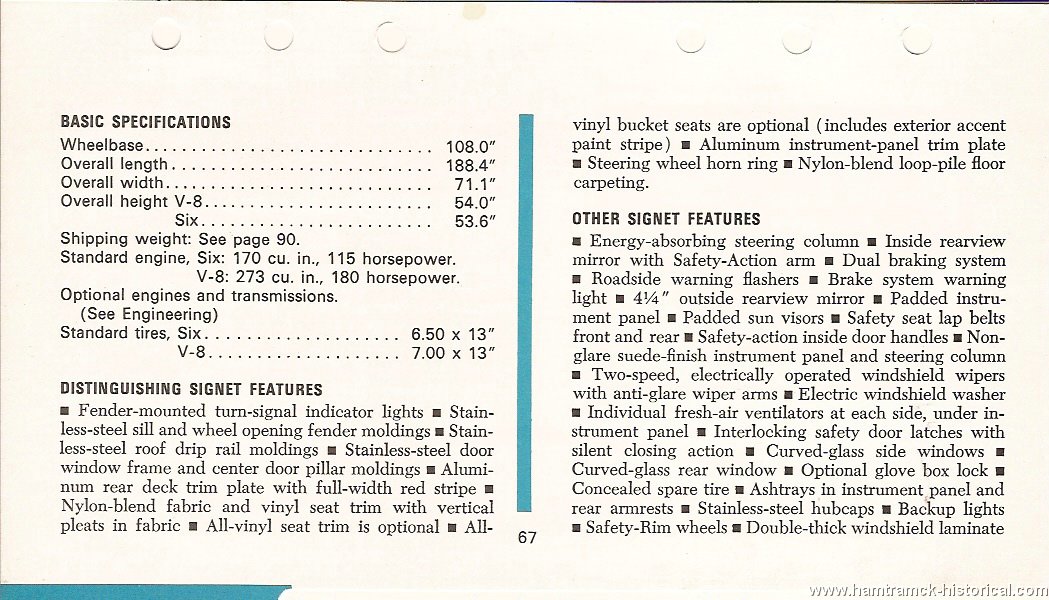 BASIC SPECIFICATIONS
Wheelbase.............................. 108.0"
Overall length........................... 188.4"
Overall width............................ 71.1"
Overall height V-8........................ 54.0"
Six........................ 53.6"
Shipping weight: See page 90.
Standard engine, Six: 170 cu. in., 115 horsepower.
V-8: 273 cu. in., 180 horsepower.
Optional engines and transmissions.
(See Engineering)
Standard tires, Six.................... 6.50 x 13"
V-8.................... 7.00 x 13"
DISTINGUISHING SIGNET FEATURES
■ Fender-mounted turn-signal indicator lights ■ Stain-
less-steel sill and wheel opening fender moldings ■ Stain-
less-steel roof drip rail moldings ■ Stainless-steel door
window frame and center door pillar moldings ■ Alumi-
num rear deck trim plate with full-width red stripe ■
Nylon-blend fabric and vinyl seat trim with vertical
pleats in fabric ■ All-vinyl seat trim is optional ■ All-
67
vinyl bucket seats are optional (includes exterior accent
paint stripe) ■ Aluminum instrument-panel trim plate
■ Steering wheel horn ring ■ Nylon-blend loop-pile floor
carpeting.
OTHER SIGNET FEATURES
■ Energy-absorbing steering column ■ Inside rearview
mirror with Safety-Action arm ■ Dual braking system
■ Roadside warning flashers ■ Brake system warning
light ■ 4¼" outside rearview mirror ■ Padded instru-
ment panel ■ Padded sun visors ■ Safety seat lap belts
front and rear ■ Safety-action inside door handles ■ Non-
glare suede-finish instrument panel and steering column
■ Two-speed, electrically operated windshield wipers
with anti-glare wiper arms ■ Electric windshield washer
■ Individual fresh-air ventilators at each side, under in-
strument panel ■ Interlocking safety door latches with
silent closing action ■ Curved-glass side windows ■
Curved-glass rear window ■ Optional glove box lock ■
Concealed spare tire ■ Ashtrays in instrument panel and
rear armrests ■ Stainless-steel hubcaps ■ Backup lights
■ Safety-Rim wheels ■ Double-thick windshield laminate
www.hamtramck-historical.com